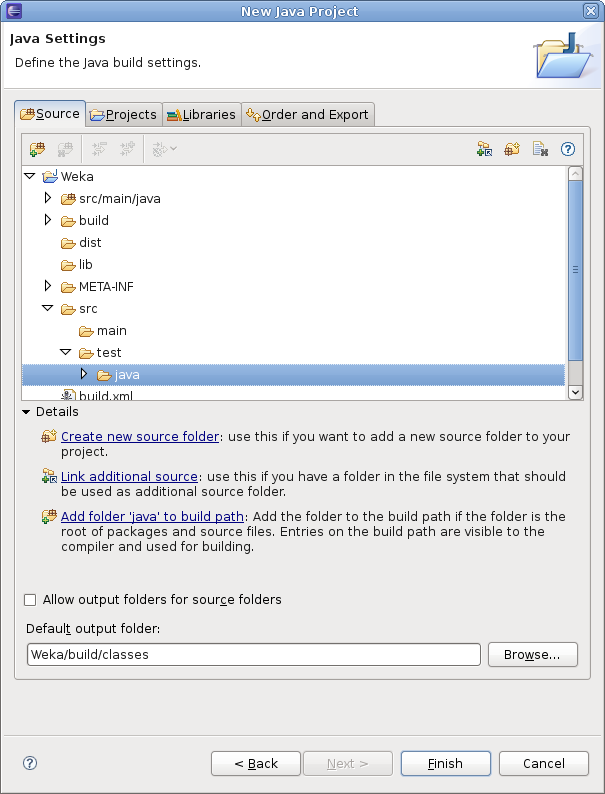 New Java Project
Java Settings
Define the Java build settings.
Source Projects Libraries Order and Export
Weka
src/main/java
build
dist
lib
META-INF
src
main
test
java
build.xml
Details
Create new source folder: use this if you want to add a new source folder to your
project.
Link additional source: use this if you have a folder in the file system that should
be used as additional source folder.
Add folder 'java' to build path: Add the folder to the build path if the folder is the
root of packages and source files. Entries on the build path are visible to the
compiler and used for building.
Allow output folders for source folders
Default output folder:
Weka/build/classes Browse...
< Back Next > Finish Cancel